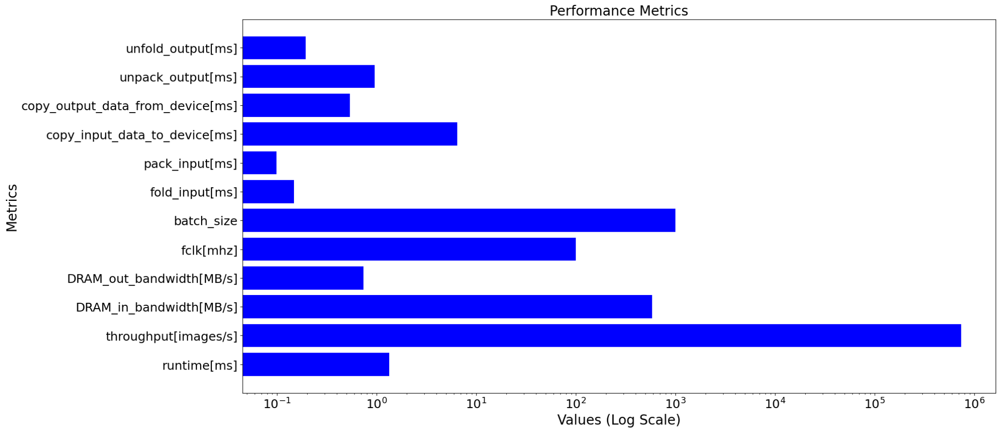 Performance Metrics
unfold_output[ms]
unpack_output[ms]
copy_output_data_from_device[ms]
copy_input_data_to_device[ms]
pack_input[ms]
fold_input[ms]
batch_size
fclk[mhz]
DRAM_out_bandwidth[MB/s]
DRAM_in_bandwidth[MB/s]
throughput[images/s]
runtime[ms]
Metrics
10⁻¹ 10⁰ 10¹ 10² 10³ 10⁴ 10⁵ 10⁶
Values (Log Scale)